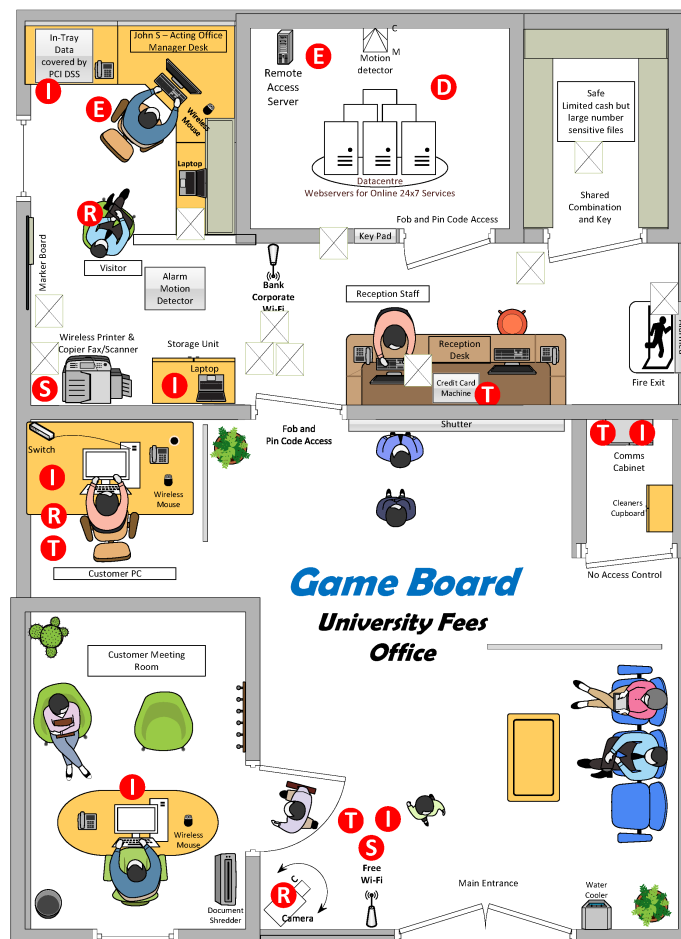 In-Tray
Data
covered by
PCI DSS
I
John S – Acting Office
Manager Desk
E
Wireless
Mouse
Laptop
R
Visitor
Marker Board
Alarm
Motion
Detector
Remote
Access
Server
E
C
M
Motion
detector
D
Datacentre
Webservers for Online 24x7 Services
Key Pad
Fob and Pin Code Access
Safe
Limited cash but
large number
sensitive files
Shared
Combination
and Key
Bank
Corporate
Wi-Fi
Reception Staff
Reception
Desk
Credit Card
Machine
T
Fire Exit
Wireless Printer &
Copier Fax/Scanner
S
Storage Unit
Laptop
I
Fob and
Pin Code Access
Shutter
Switch
I
R
T
Wireless
Mouse
Customer PC
T
I
Comms
Cabinet
Cleaners
Cupboard
No Access Control
Game Board
University Fees
Office
Customer Meeting
Room
I
Wireless
Mouse
Document
Shredder
T
I
S
Free
Wi-Fi
R
C
Camera
Main Entrance
Water
Cooler